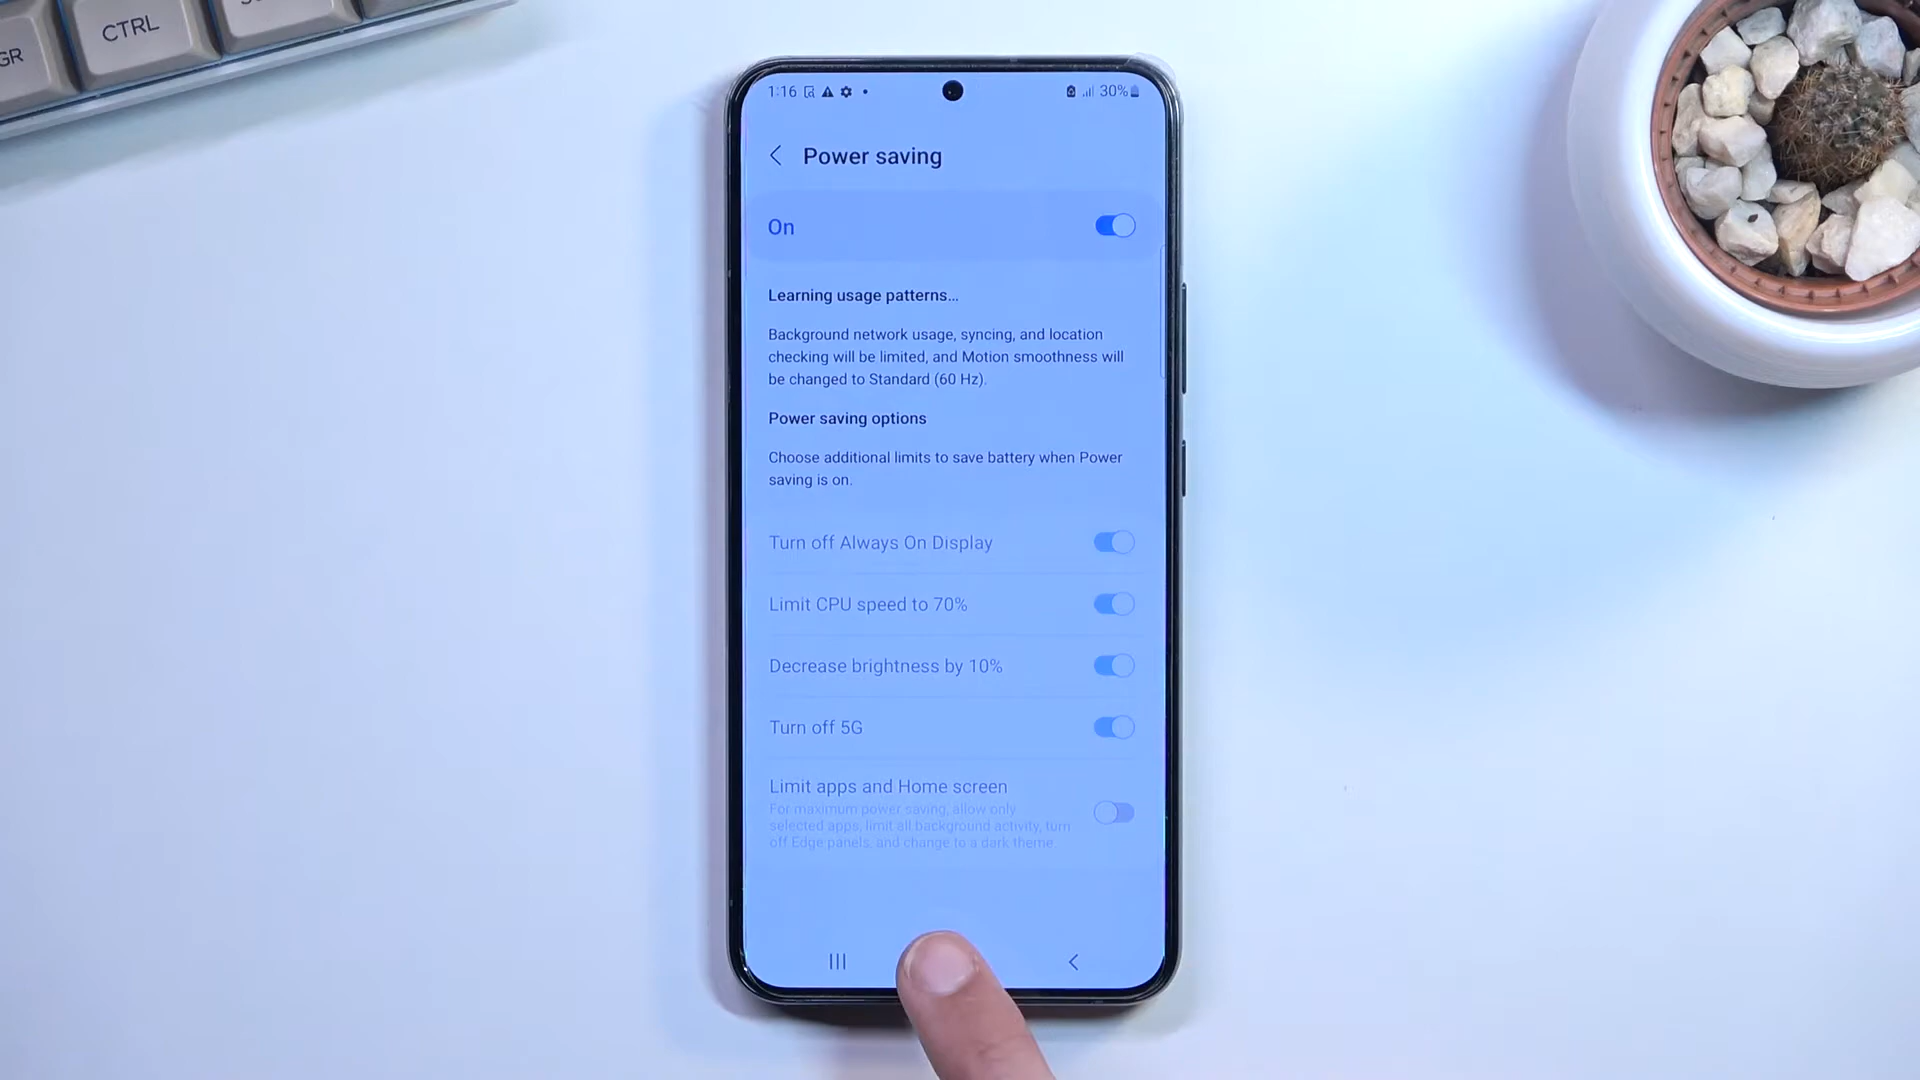 GR
CTRL
1:16
30%
Power saving
On
Learning usage patterns...
Background network usage, syncing, and location
checking will be limited, and Motion smoothness will
be changed to Standard (60 Hz).
Power saving options
Choose additional limits to save battery when Power
saving is on.
Turn off Always On Display
Limit CPU speed to 70%
Decrease brightness by 10%
Turn off 5G
Limit apps and Home screen
For maximum power saving, allow only
selected apps, limit all background activity, turn
off Edge panels, and change to a dark theme.